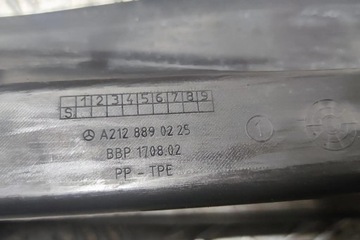 1 2 3 4 5 6 7 8 9
S
A212 889 02 25
BBP 1708.02
PP - TPE